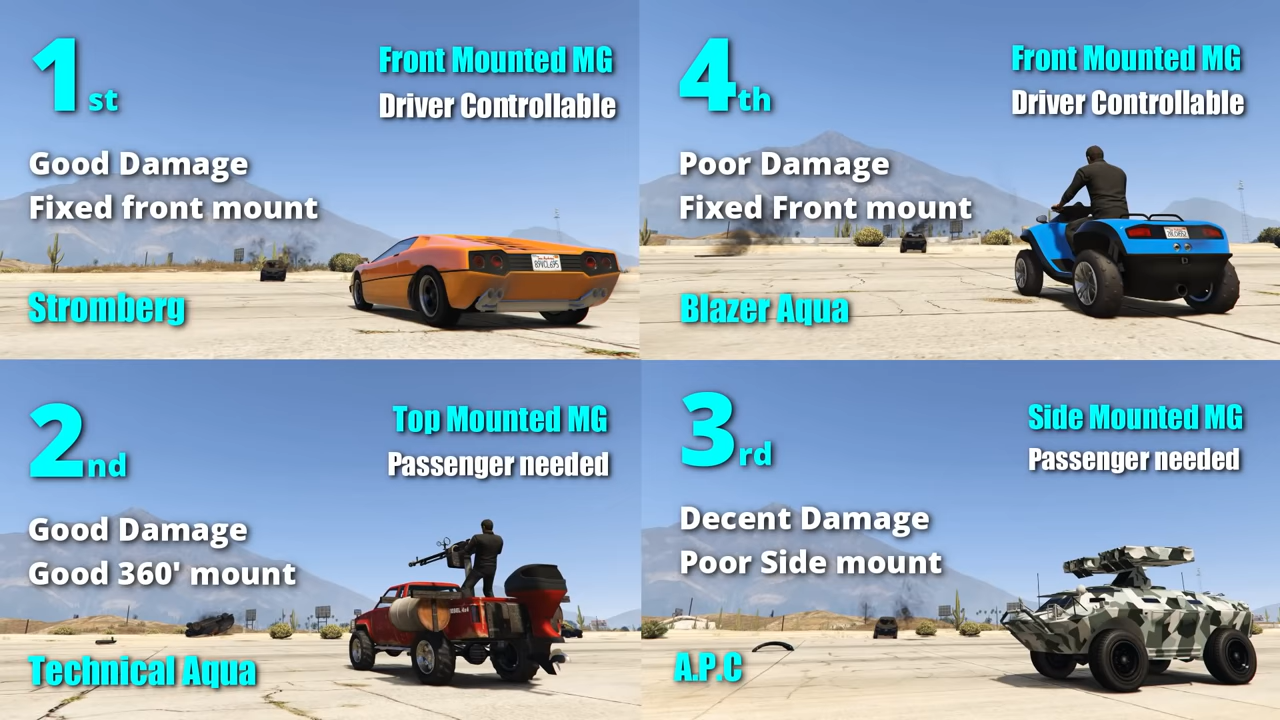 1st
Front Mounted MG
Driver Controllable
Good Damage
Fixed front mount
Stromberg
4th
Front Mounted MG
Driver Controllable
Poor Damage
Fixed Front mount
Blazer Aqua
2nd
Top Mounted MG
Passenger needed
Good Damage
Good 360' mount
Technical Aqua
3rd
Side Mounted MG
Passenger needed
Decent Damage
Poor Side mount
A.P.C